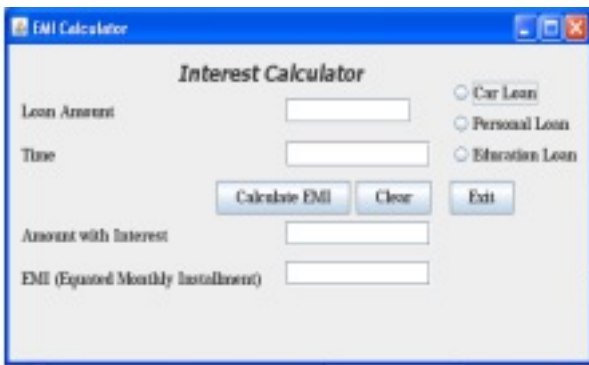 EMI Calculator
Interest Calculator
Car Loan
Loan Amount
Personal Loan
Time
Education Loan
Calculate EMI Clear Exit
Amount with Interest
EMI (Equated Monthly Installment)